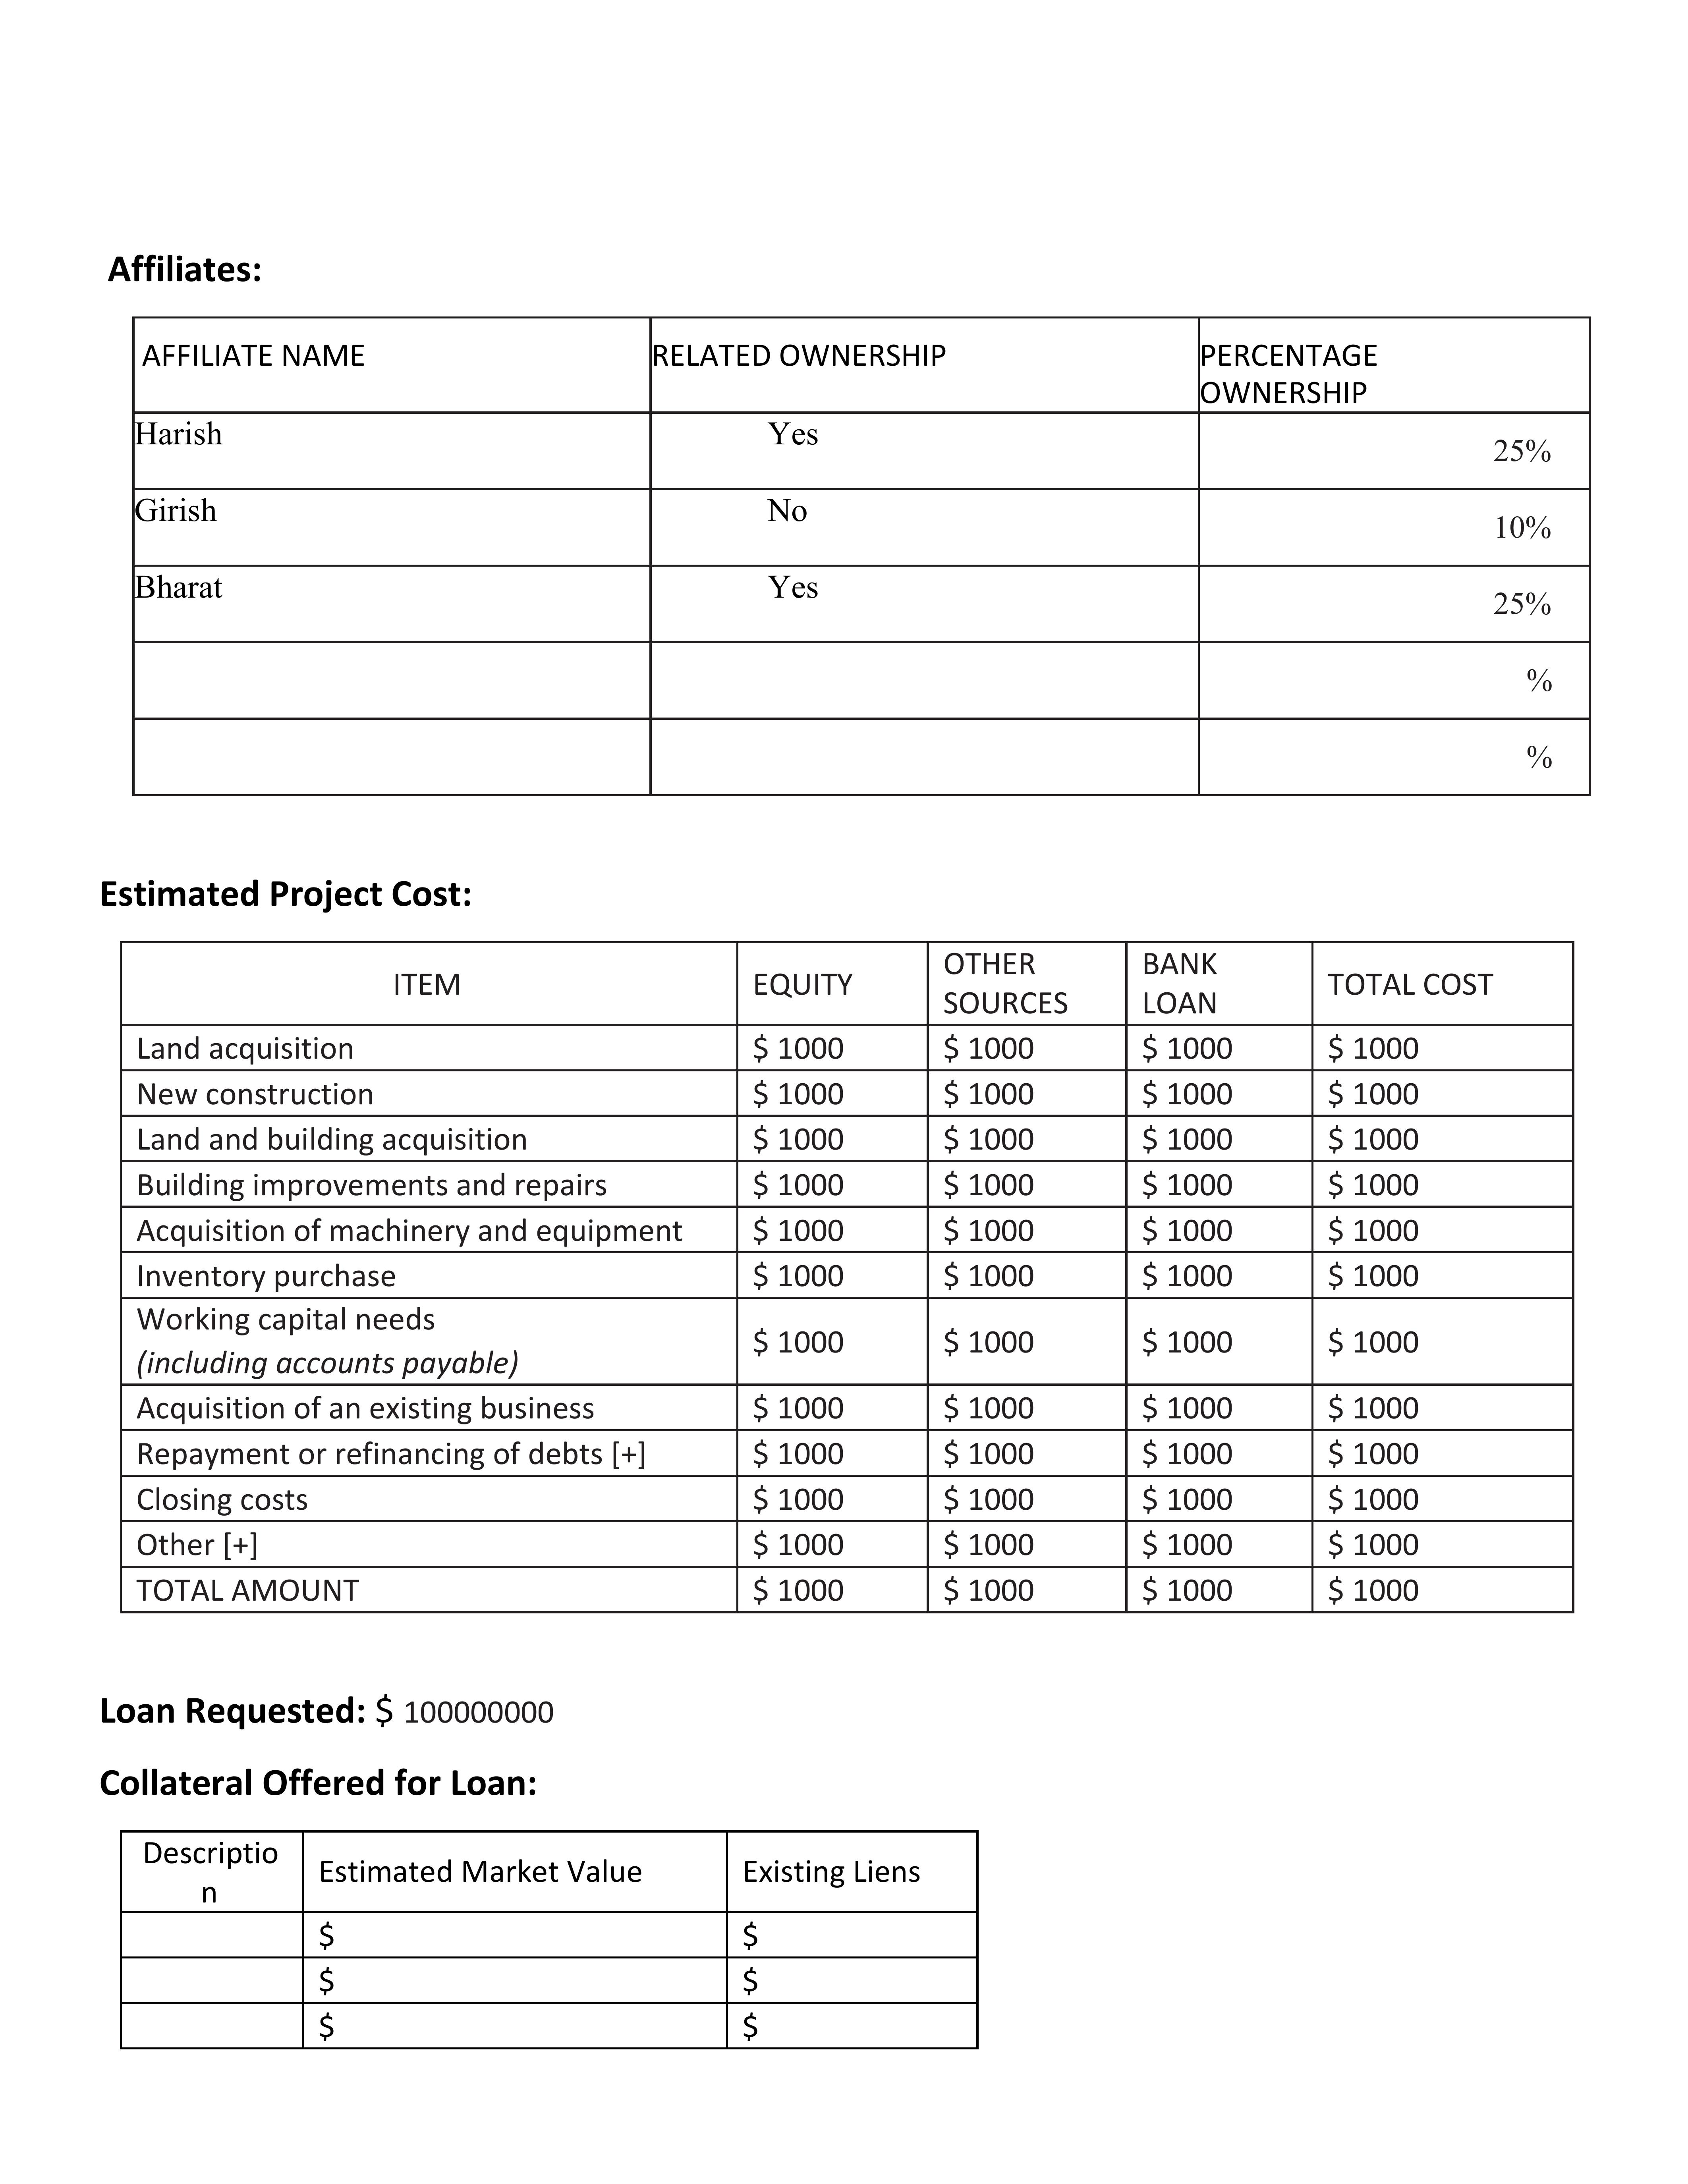 Affiliates:
AFFILIATE NAME RELATED OWNERSHIP PERCENTAGE
OWNERSHIP
Harish Yes 25%
Girish No 10%
Bharat Yes 25%
%
%
Estimated Project Cost:
ITEM EQUITY OTHER SOURCES BANK LOAN TOTAL COST
Land acquisition $ 1000 $ 1000 $ 1000 $ 1000
New construction $ 1000 $ 1000 $ 1000 $ 1000
Land and building acquisition $ 1000 $ 1000 $ 1000 $ 1000
Building improvements and repairs $ 1000 $ 1000 $ 1000 $ 1000
Acquisition of machinery and equipment $ 1000 $ 1000 $ 1000 $ 1000
Inventory purchase $ 1000 $ 1000 $ 1000 $ 1000
Working capital needs
(including accounts payable) $ 1000 $ 1000 $ 1000 $ 1000
Acquisition of an existing business $ 1000 $ 1000 $ 1000 $ 1000
Repayment or refinancing of debts [+] $ 1000 $ 1000 $ 1000 $ 1000
Closing costs $ 1000 $ 1000 $ 1000 $ 1000
Other [+] $ 1000 $ 1000 $ 1000 $ 1000
TOTAL AMOUNT $ 1000 $ 1000 $ 1000 $ 1000
Loan Requested: $ 100000000
Collateral Offered for Loan:
Descriptio
n Estimated Market Value Existing Liens
$ $
$ $
$ $